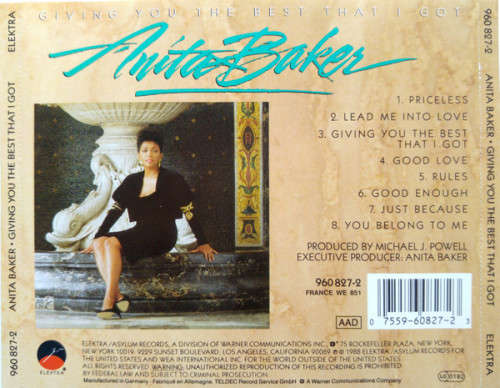 GIVING YOU THE BEST THAT I GOT
Anita Baker
1. PRICELESS
2. LEAD ME INTO LOVE
3. GIVING YOU THE BEST
THAT I GOT
4. GOOD LOVE
5. RULES
6. GOOD ENOUGH
7. JUST BECAUSE
8. YOU BELONG TO ME
PRODUCED BY MICHAEL J. POWELL
EXECUTIVE PRODUCER: ANITA BAKER
960 827-2
FRANCE WE 851
AAD
0 7559-60827-2 3
ELEKTRA/ASYLUM RECORDS, A DIVISION OF WARNER COMMUNICATIONS INC. 75 ROCKEFELLER PLAZA, NEW YORK,
NEW YORK 10019. 9229 SUNSET BOULEVARD, LOS ANGELES, CALIFORNIA 90069 ℗ © 1988 ELEKTRA/ASYLUM RECORDS FOR
THE UNITED STATES AND WEA INTERNATIONAL INC. FOR THE WORLD OUTSIDE OF THE UNITED STATES.
ALL RIGHTS RESERVED. WARNING: UNAUTHORIZED REPRODUCTION OF THIS RECORDING IS PROHIBITED
BY FEDERAL LAW AND SUBJECT TO CRIMINAL PROSECUTION.
Manufactured in Germany · Fabriqué en Allemagne. TELDEC Record Service GmbH · A Warner Communications Company.
ELEKTRA
960 827-2 ANITA BAKER · GIVING YOU THE BEST THAT I GOT ELEKTRA
960 827-2 ANITA BAKER · GIVING YOU THE BEST THAT I GOT ELEKTRA